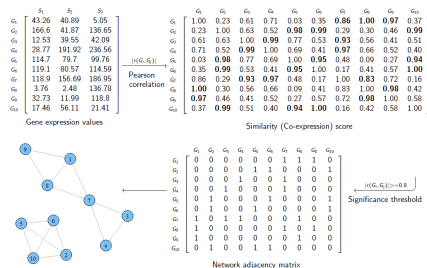 S1 S2 S3
G1 43.26 40.89 5.05
G2 166.6 41.87 136.65
G3 12.53 39.55 42.09
G4 28.77 191.92 236.56
G5 114.7 79.7 99.76
G6 119.1 80.57 114.59
G7 118.9 156.69 186.95
G8 3.76 2.48 136.78
G9 32.73 11.99 118.8
G10 17.46 56.11 21.41
Gene expression values
|r(Gi, Gj)|
Pearson
correlation
G1 G2 G3 G4 G5 G6 G7 G8 G9 G10
G1 1.00 0.23 0.61 0.71 0.03 0.35 0.86 1.00 0.97 0.37
G2 0.23 1.00 0.63 0.52 0.98 0.99 0.29 0.30 0.46 0.99
G3 0.61 0.63 1.00 0.99 0.77 0.53 0.93 0.56 0.41 0.51
G4 0.71 0.52 0.99 1.00 0.69 0.41 0.97 0.66 0.52 0.40
G5 0.03 0.98 0.77 0.69 1.00 0.95 0.48 0.09 0.27 0.94
G6 0.35 0.99 0.53 0.41 0.95 1.00 0.17 0.41 0.57 1.00
G7 0.86 0.29 0.93 0.97 0.48 0.17 1.00 0.83 0.72 0.16
G8 1.00 0.30 0.56 0.66 0.09 0.41 0.83 1.00 0.98 0.42
G9 0.97 0.46 0.41 0.52 0.27 0.57 0.72 0.98 1.00 0.58
G10 0.37 0.99 0.51 0.40 0.94 1.00 0.16 0.42 0.58 1.00
Similarity (Co-expression) score
|r(Gi, Gj)|>=0.8
Significance threshold
G1 G2 G3 G4 G5 G6 G7 G8 G9 G10
G1 0 0 0 0 0 0 1 1 1 0
G2 0 0 0 0 1 1 0 0 0 1
G3 0 0 0 1 0 0 1 0 0 0
G4 0 0 1 0 0 0 1 0 0 0
G5 0 1 0 0 0 1 0 0 0 1
G6 0 1 0 0 1 0 0 0 0 1
G7 1 0 1 1 0 0 0 1 0 0
G8 1 0 0 0 0 0 1 0 1 0
G9 1 0 0 0 0 0 0 1 0 0
G10 0 1 0 0 1 1 0 0 0 0
Network adjacency matrix
9
1
8
7
3
4
5
6
2
10